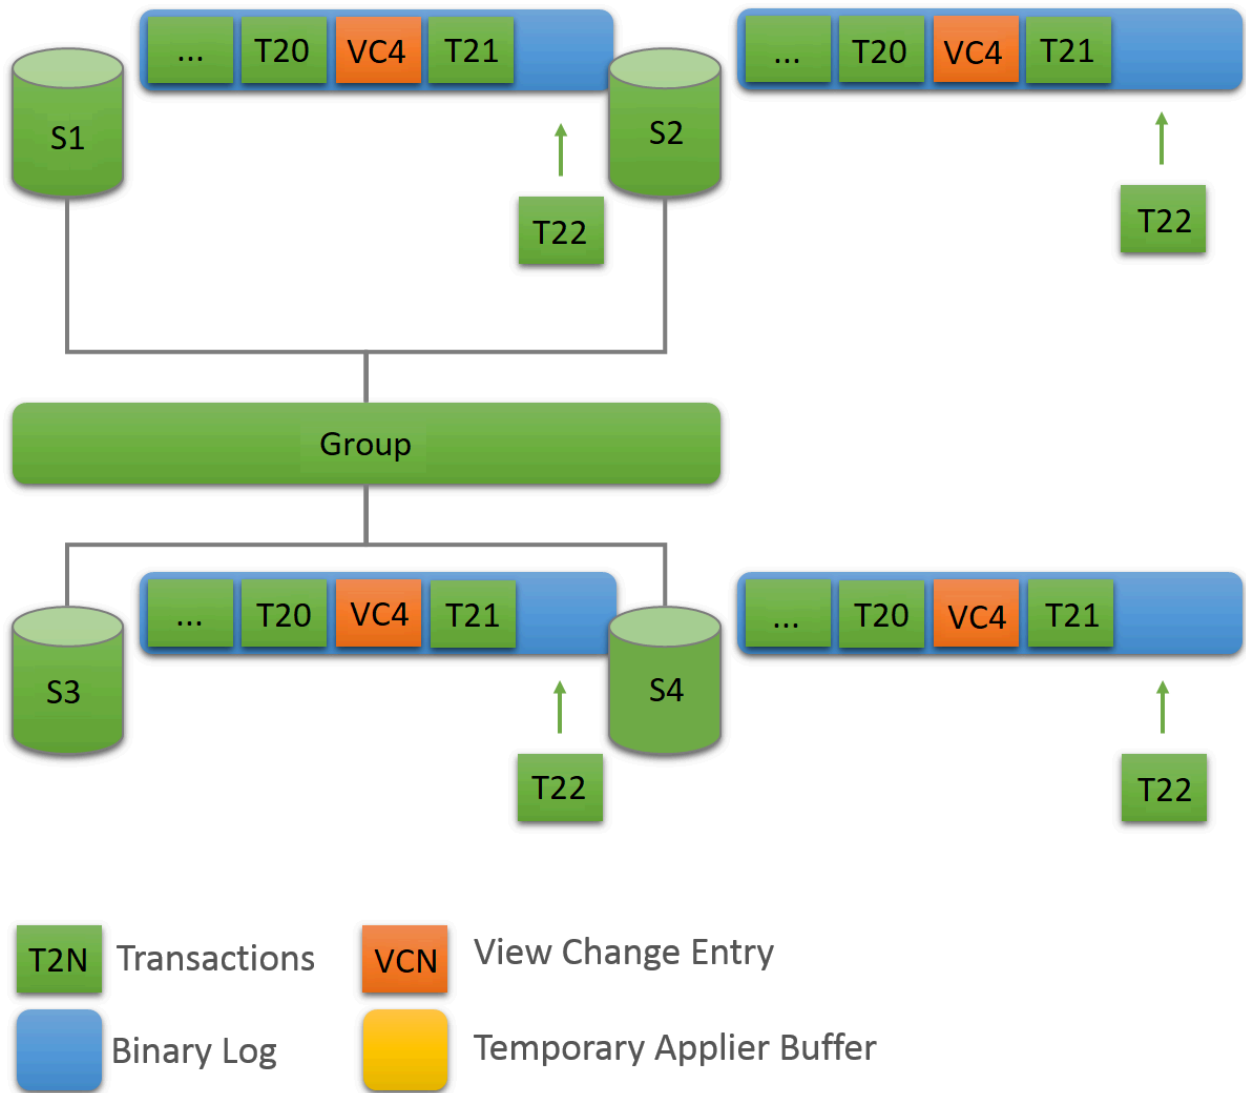 ... T20 VC4 T21
... T20 VC4 T21
S1
S2
T22
T22
Group
... T20 VC4 T21
... T20 VC4 T21
S3
S4
T22
T22
T2N Transactions
VCN View Change Entry
Binary Log
Temporary Applier Buffer